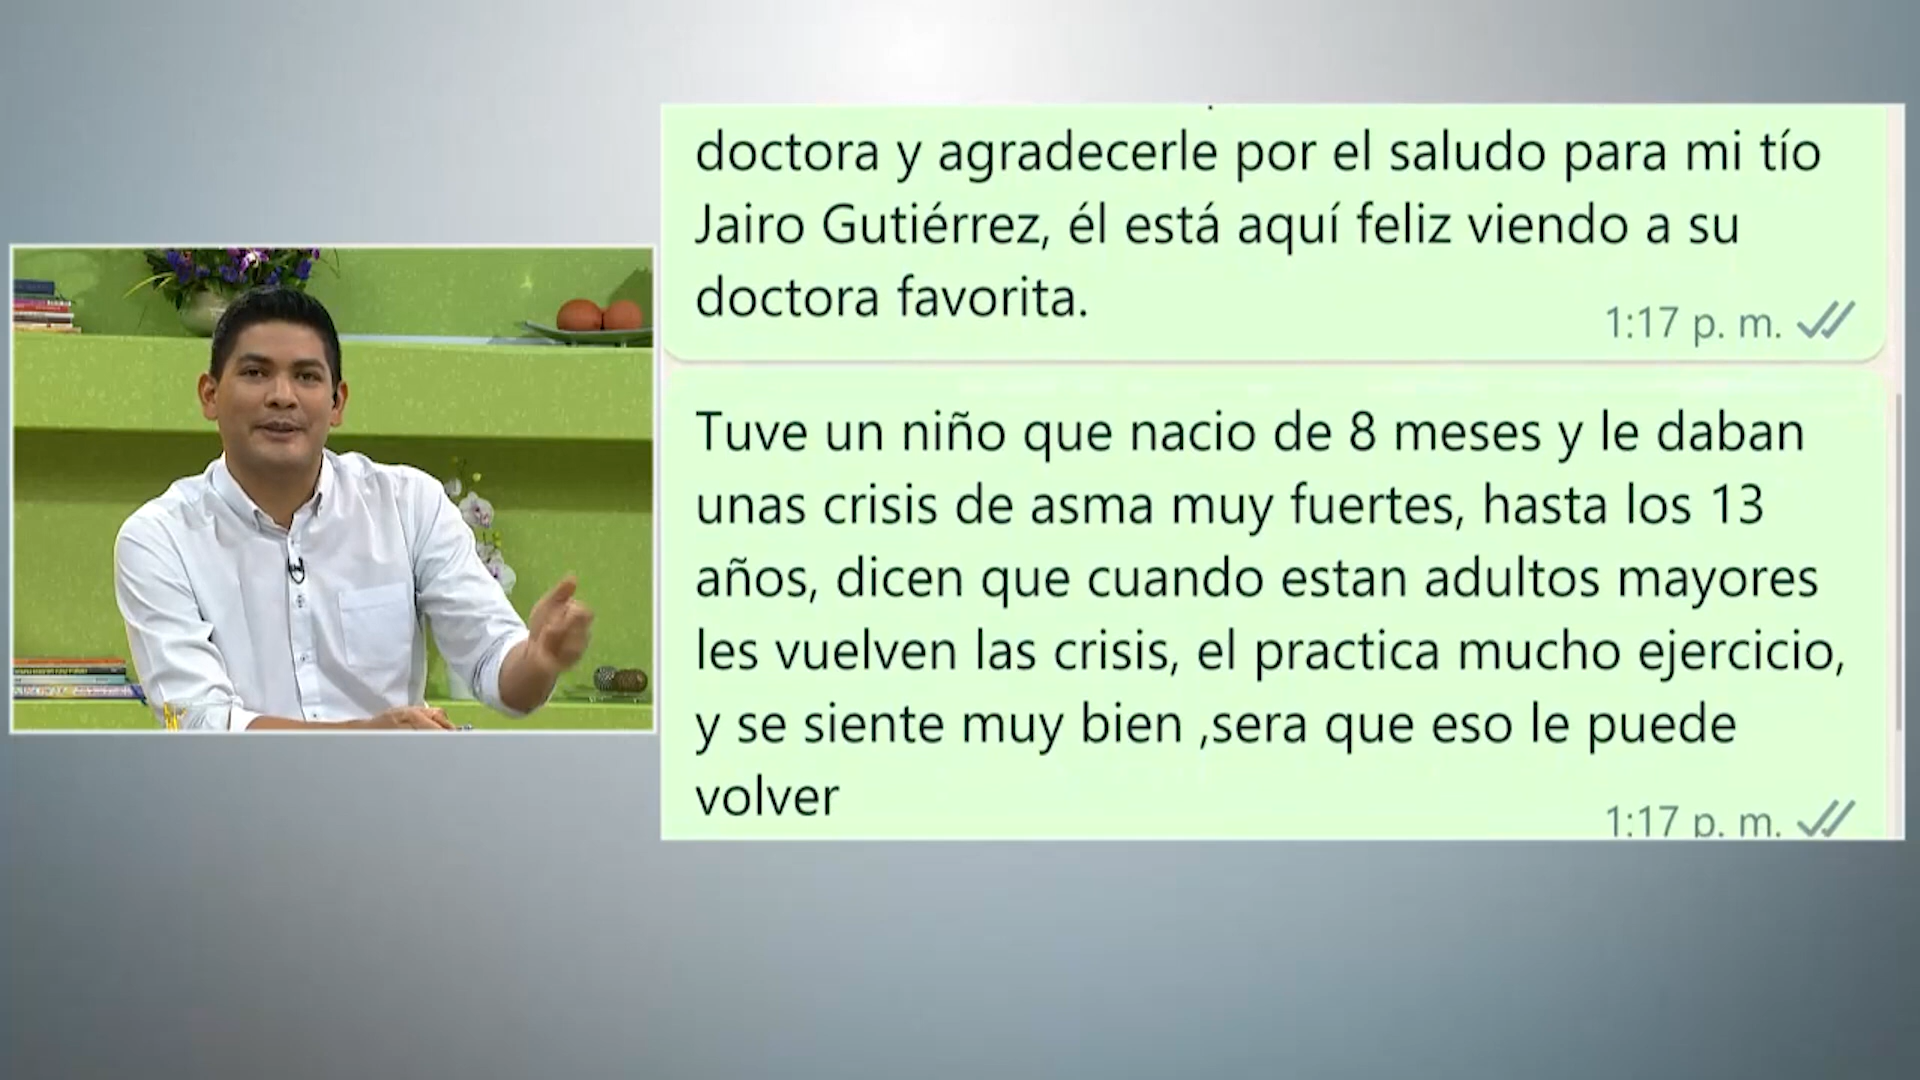 doctora y agradecerle por el saludo para mi tío
Jairo Gutiérrez, él está aquí feliz viendo a su
doctora favorita.
1:17 p. m.
Tuve un niño que nacio de 8 meses y le daban
unas crisis de asma muy fuertes, hasta los 13
años, dicen que cuando estan adultos mayores
les vuelven las crisis, el practica mucho ejercicio,
y se siente muy bien ,sera que eso le puede
volver
1:17 p. m.